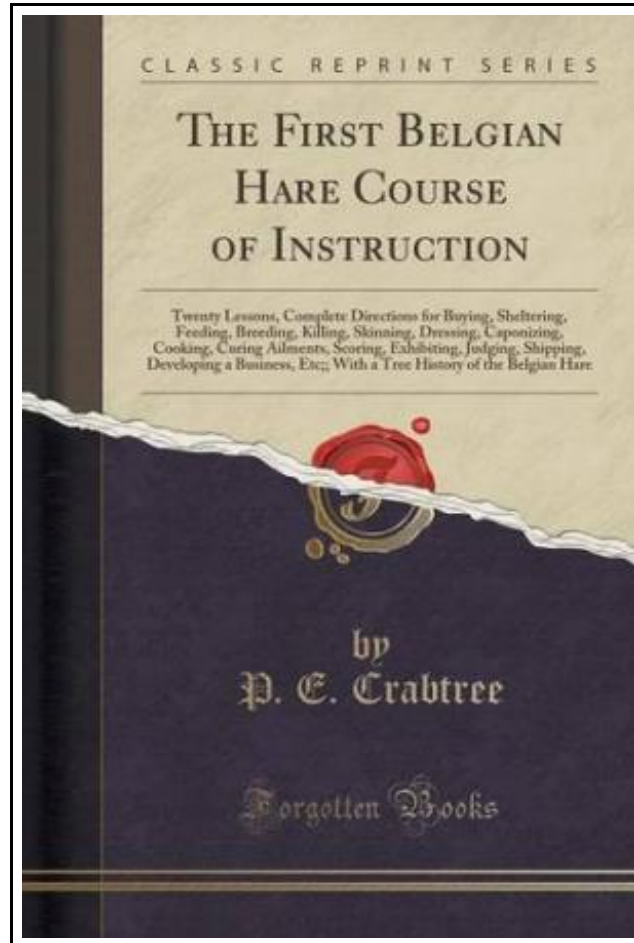 CLASSIC REPRINT SERIES
THE FIRST BELGIAN
HARE COURSE
OF INSTRUCTION
Twenty Lessons, Complete Directions for Buying, Sheltering,
Feeding, Breeding, Killing, Skinning, Dressing, Caponizing,
Cooking, Curing Ailments, Scoring, Exhibiting, Judging, Shipping,
Developing a Business, Etc;; With a Tree History of the Belgian Hare
by
P. E. Crabtree
Forgotten Books